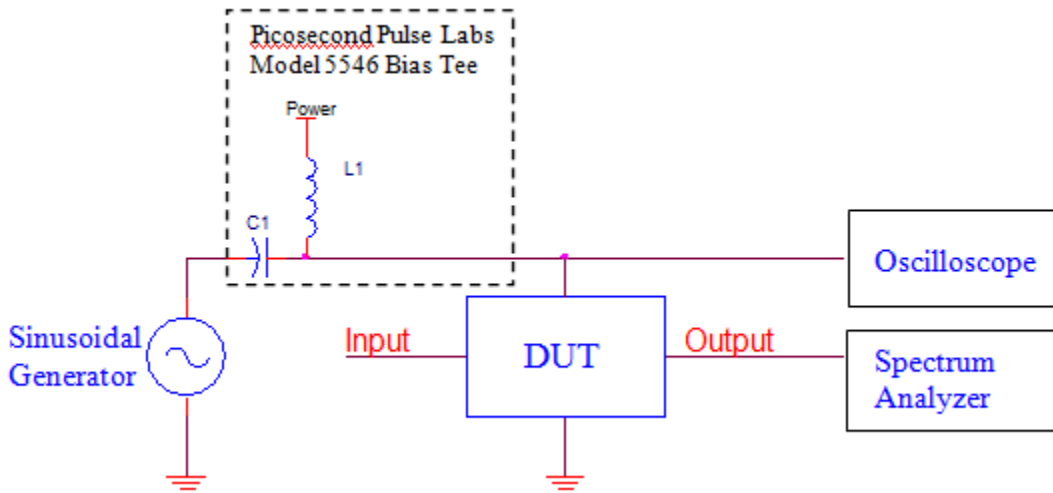 Picosecond Pulse Labs
Model 5546 Bias Tee
Power
L1
C1
Oscilloscope
Sinusoidal
Generator
Input
DUT
Output
Spectrum
Analyzer